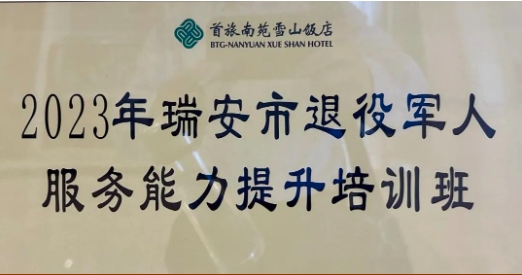 首旅南苑雪山饭店
BTG-NANYUAN XUE SHAN HOTEL
2023年瑞安市退役军人
服务能力提升培训班